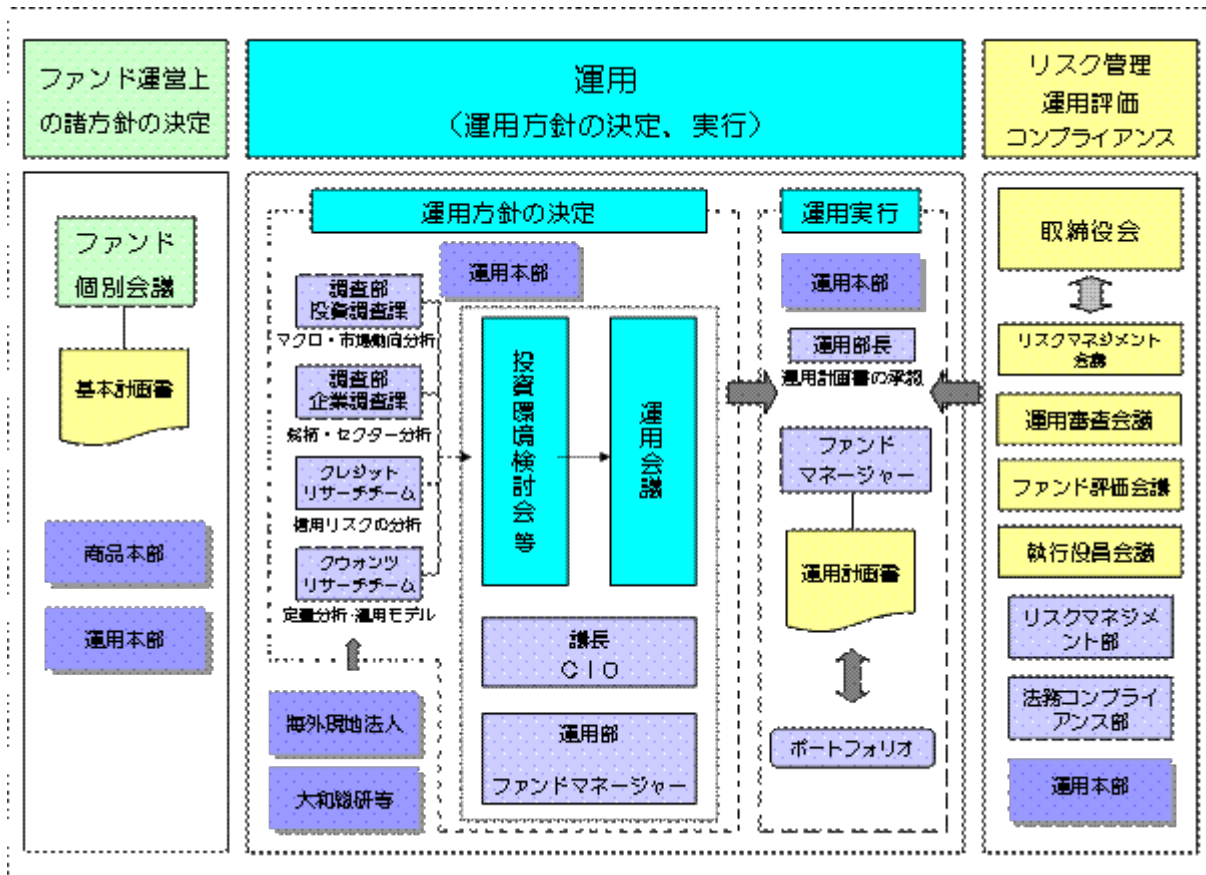 ファンド運営上
の諸方針の決定
運用
（運用方針の決定、実行）
リスク管理
運用評価
コンプライアンス
ファンド
個別会議
基本計画書
商品本部
運用本部
運用方針の決定
運用本部
調査部
投資調査課
マクロ・市場動向分析
調査部
企業調査課
銘柄・セクター分析
クレジット
リサーチチーム
信用リスクの分析
クウォンツ
リサーチチーム
定量分析・運用モデル
海外現地法人
大和総研等
投資環境検討会等
運用会議
議長
ＣＩＯ
運用部
ファンドマネージャー
運用実行
運用本部
運用部長
運用計画書の承認
ファンド
マネージャー
運用計画書
ポートフォリオ
取締役会
リスクマネジメント
会議
運用審査会議
ファンド評価会議
執行役員会議
リスクマネジメ
ント部
法務コンプライ
アンス部
運用本部